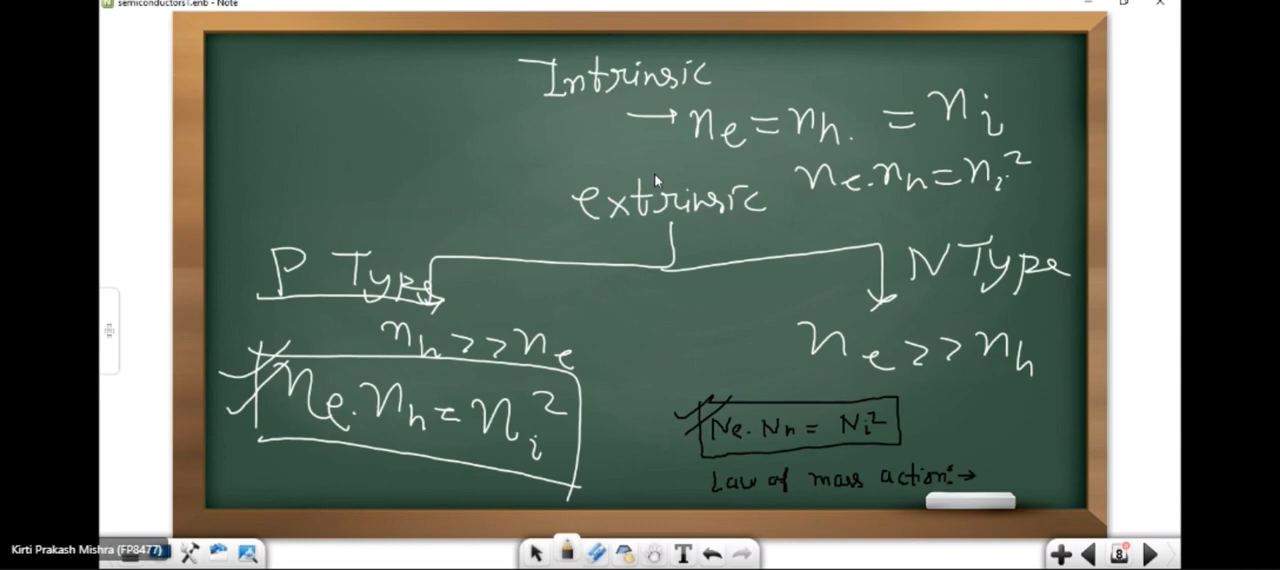 semiconductors1.enb - Note
Intrinsic
→ ne = nh. = ni
ne.nh = ni²
extrinsic
P Type
N Type
nh >> ne
ne >> nh
ne.nh = ni²
Ne. Nh = Ni²
Law of mass action:→
Kirti Prakash Mishra (FP8477)
T
8